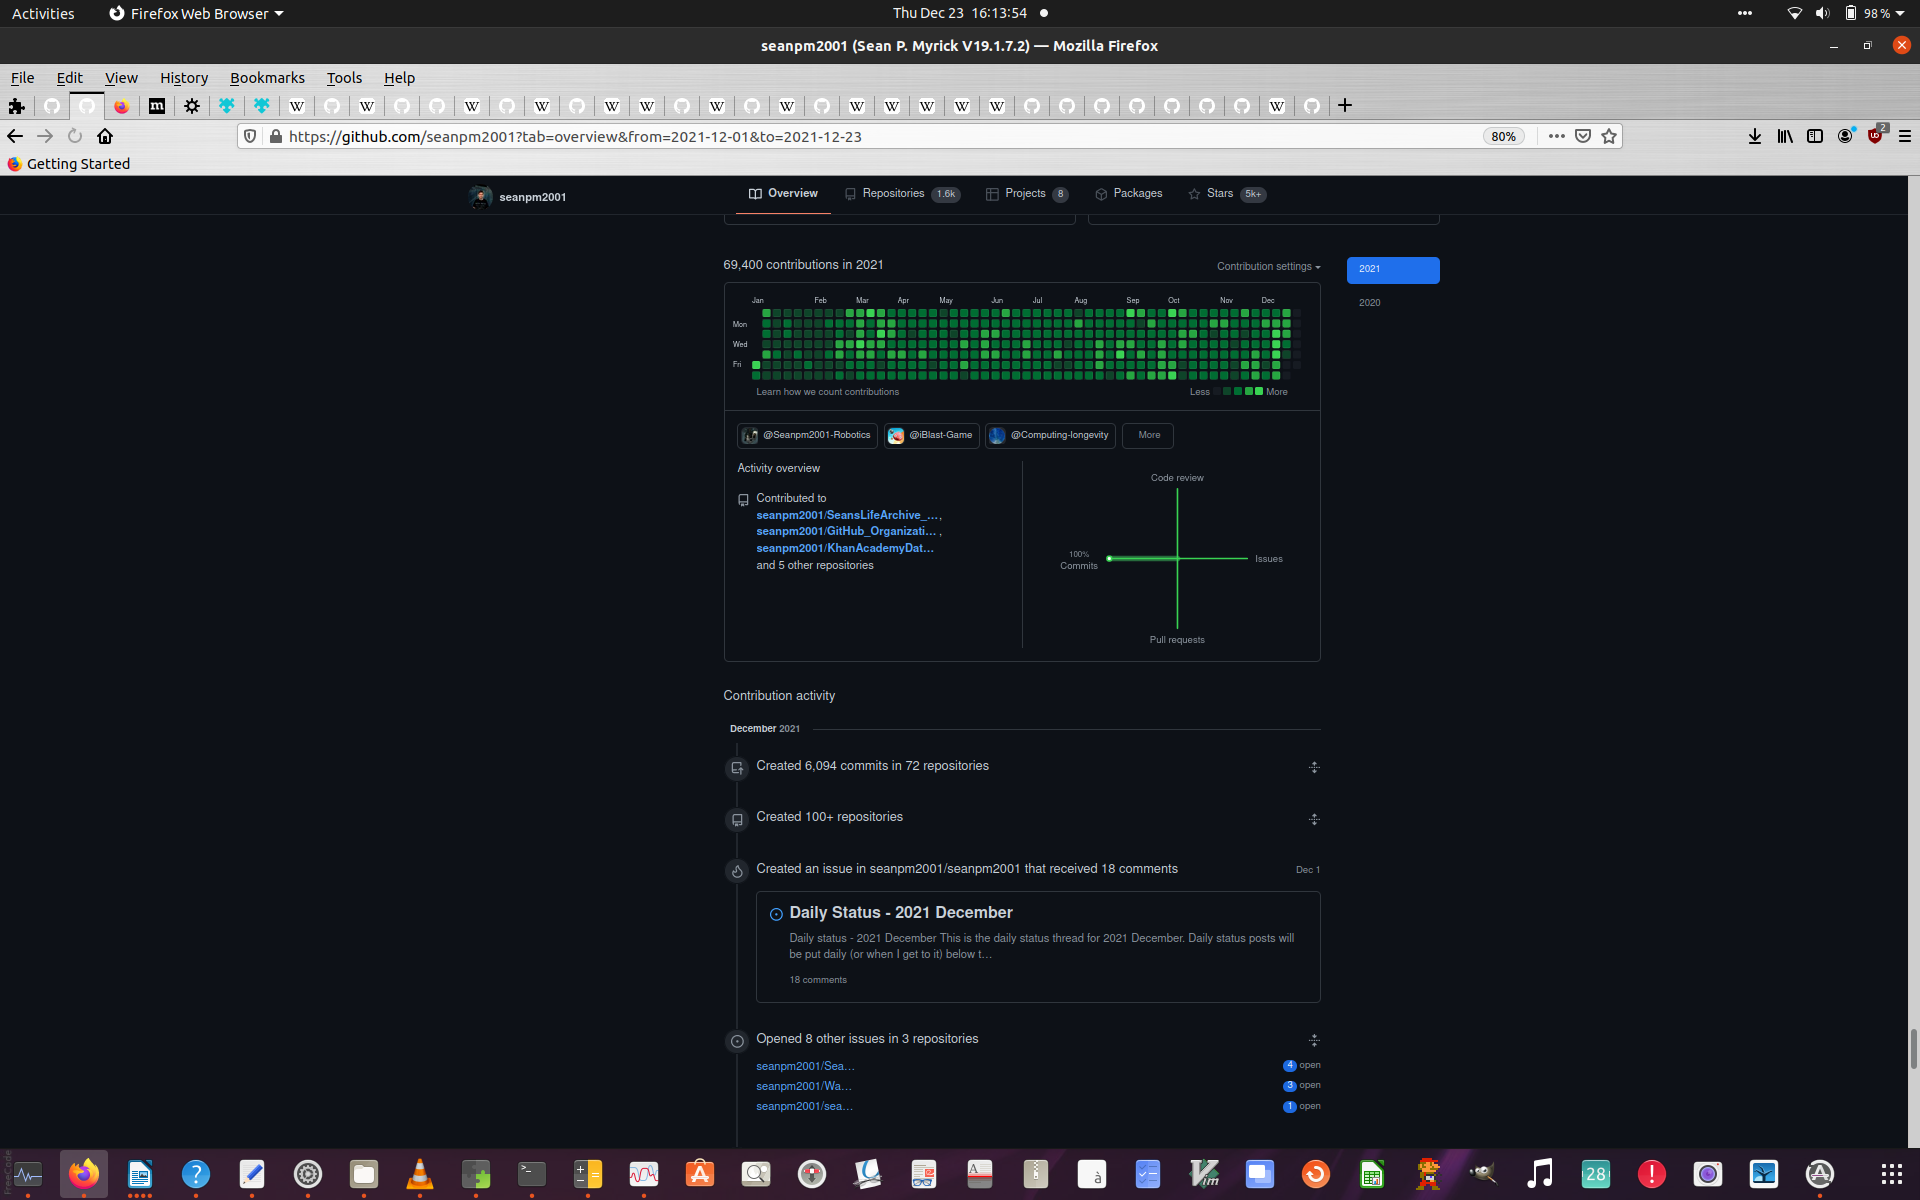 Activities
Firefox Web Browser
Thu Dec 23 16:13:54
98 %
seanpm2001 (Sean P. Myrick V19.1.7.2) — Mozilla Firefox
File Edit View History Bookmarks Tools Help
https://github.com/seanpm2001?tab=overview&from=2021-12-01&to=2021-12-23
80%
2
Getting Started
seanpm2001
Overview
Repositories 1.6k
Projects 8
Packages
Stars 5k+
69,400 contributions in 2021
Contribution settings
2021
2020
Jan Feb Mar Apr May Jun Jul Aug Sep Oct Nov Dec
Mon
Wed
Fri
Learn how we count contributions
Less More
@Seanpm2001-Robotics
@iBlast-Game
@Computing-longevity
More
Activity overview
Contributed to
seanpm2001/SeansLifeArchive_…,
seanpm2001/GitHub_Organizati… ,
seanpm2001/KhanAcademyDat…
and 5 other repositories
Code review
100%
Commits
Issues
Pull requests
Contribution activity
December 2021
Created 6,094 commits in 72 repositories
Created 100+ repositories
Created an issue in seanpm2001/seanpm2001 that received 18 comments
Dec 1
Daily Status - 2021 December
Daily status - 2021 December This is the daily status thread for 2021 December. Daily status posts will
be put daily (or when I get to it) below t…
18 comments
Opened 8 other issues in 3 repositories
seanpm2001/Sea…
4 open
seanpm2001/Wa…
3 open
seanpm2001/sea…
1 open
FreeCode
28